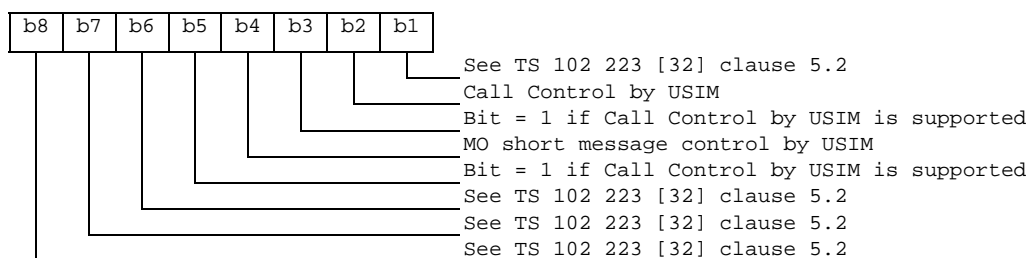 b8 b7 b6 b5 b4 b3 b2 b1
See TS 102 223 [32] clause 5.2
Call Control by USIM
Bit = 1 if Call Control by USIM is supported
MO short message control by USIM
Bit = 1 if Call Control by USIM is supported
See TS 102 223 [32] clause 5.2
See TS 102 223 [32] clause 5.2
See TS 102 223 [32] clause 5.2